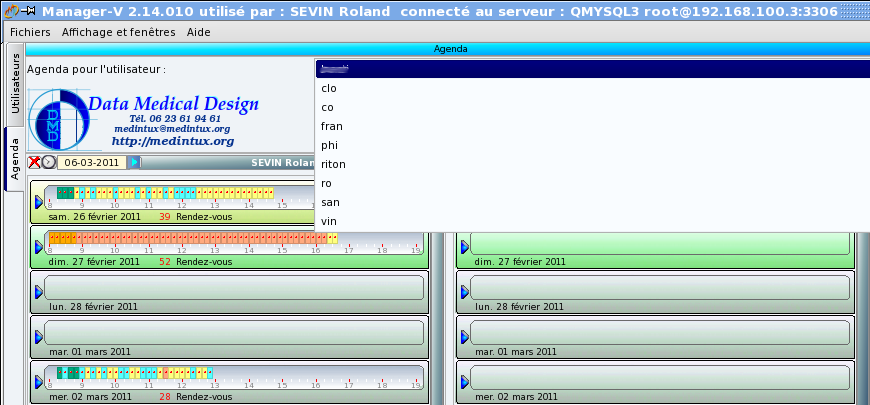 Manager-V 2.14.010 utilisé par : SEVIN Roland connecté au serveur : QMYSQL3 root@192.168.100.3:3306
Fichiers Affichage et fenêtres Aide
Agenda
Utilisateurs
Agenda
Agenda pour l'utilisateur :
clo
co
fran
phi
riton
ro
san
vin
DMD
Data Medical Design
Tél. 06 23 61 94 61
medintux@medintux.org
http://medintux.org
06-03-2011 SEVIN Rolan
8 9 10 11 12 13 14 15
sam. 26 février 2011 39 Rendez-vous
8 9 10 11 12 13 14 15 16 17 18 19
dim. 27 février 2011 52 Rendez-vous
dim. 27 février 2011
lun. 28 février 2011
lun. 28 février 2011
mar. 01 mars 2011
mar. 01 mars 2011
8 9 10 11 12 13 14 15 16 17 18 19
mer. 02 mars 2011 28 Rendez-vous
mer. 02 mars 2011